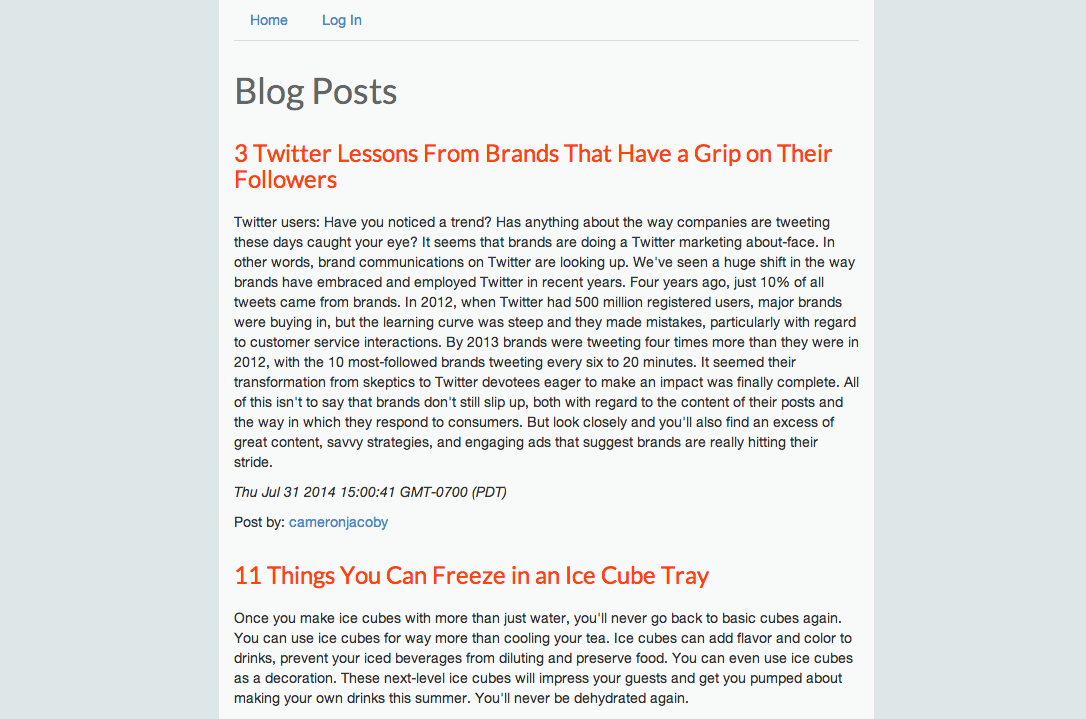 Home Log In
Blog Posts
3 Twitter Lessons From Brands That Have a Grip on Their
Followers
Twitter users: Have you noticed a trend? Has anything about the way companies are tweeting
these days caught your eye? It seems that brands are doing a Twitter marketing about-face. In
other words, brand communications on Twitter are looking up. We've seen a huge shift in the way
brands have embraced and employed Twitter in recent years. Four years ago, just 10% of all
tweets came from brands. In 2012, when Twitter had 500 million registered users, major brands
were buying in, but the learning curve was steep and they made mistakes, particularly with regard
to customer service interactions. By 2013 brands were tweeting four times more than they were in
2012, with the 10 most-followed brands tweeting every six to 20 minutes. It seemed their
transformation from skeptics to Twitter devotees eager to make an impact was finally complete. All
of this isn't to say that brands don't still slip up, both with regard to the content of their posts and
the way in which they respond to consumers. But look closely and you'll also find an excess of
great content, savvy strategies, and engaging ads that suggest brands are really hitting their
stride.
Thu Jul 31 2014 15:00:41 GMT-0700 (PDT)
Post by: cameronjacoby
11 Things You Can Freeze in an Ice Cube Tray
Once you make ice cubes with more than just water, you'll never go back to basic cubes again.
You can use ice cubes for way more than cooling your tea. Ice cubes can add flavor and color to
drinks, prevent your iced beverages from diluting and preserve food. You can even use ice cubes
as a decoration. These next-level ice cubes will impress your guests and get you pumped about
making your own drinks this summer. You'll never be dehydrated again.